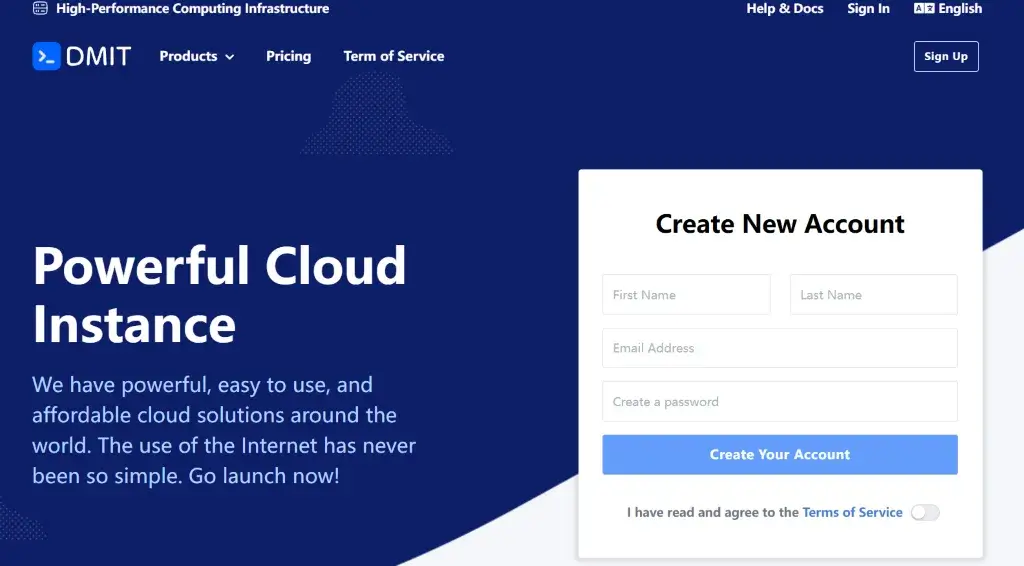 High-Performance Computing Infrastructure
Help & Docs
Sign In
English
DMIT
Products
Pricing
Term of Service
Sign Up
Powerful Cloud
Instance
We have powerful, easy to use, and
affordable cloud solutions around the
world. The use of the Internet has never
been so simple. Go launch now!
Create New Account
First Name
Last Name
Email Address
Create a password
Create Your Account
I have read and agree to the Terms of Service